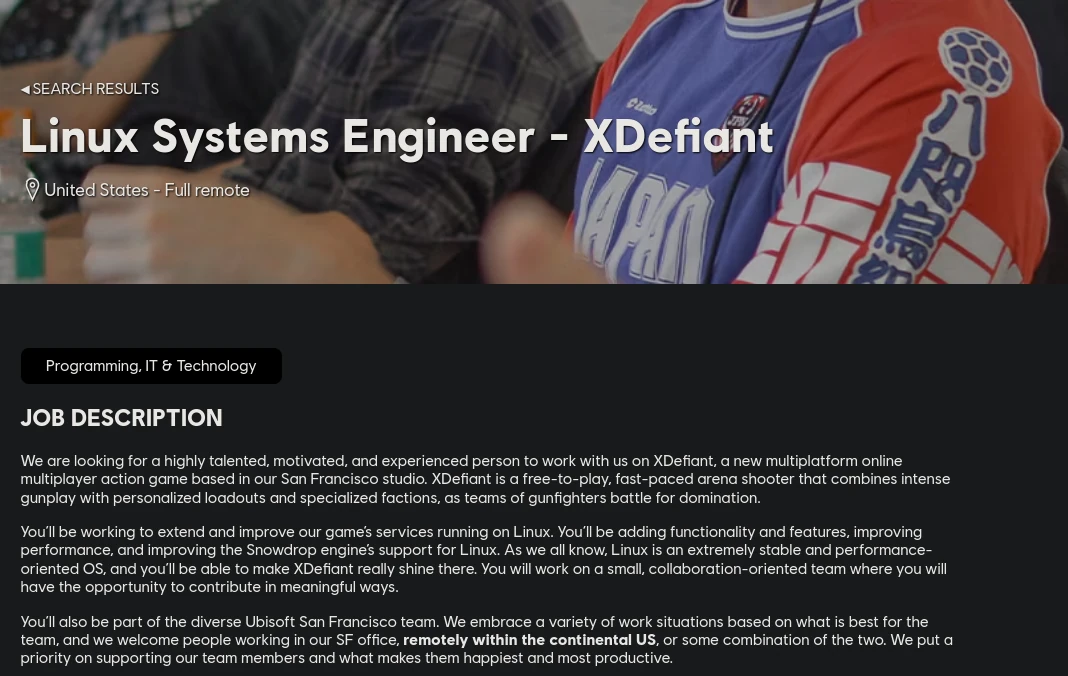 ◂ SEARCH RESULTS
Linux Systems Engineer - XDefiant
United States - Full remote
JAPAN
八
Programming, IT & Technology
JOB DESCRIPTION
We are looking for a highly talented, motivated, and experienced person to work with us on XDefiant, a new multiplatform online
multiplayer action game based in our San Francisco studio. XDefiant is a free-to-play, fast-paced arena shooter that combines intense
gunplay with personalized loadouts and specialized factions, as teams of gunfighters battle for domination.
You'll be working to extend and improve our game's services running on Linux. You'll be adding functionality and features, improving
performance, and improving the Snowdrop engine's support for Linux. As we all know, Linux is an extremely stable and performance-
oriented OS, and you'll be able to make XDefiant really shine there. You will work on a small, collaboration-oriented team where you will
have the opportunity to contribute in meaningful ways.
You'll also be part of the diverse Ubisoft San Francisco team. We embrace a variety of work situations based on what is best for the
team, and we welcome people working in our SF office, remotely within the continental US, or some combination of the two. We put a
priority on supporting our team members and what makes them happiest and most productive.